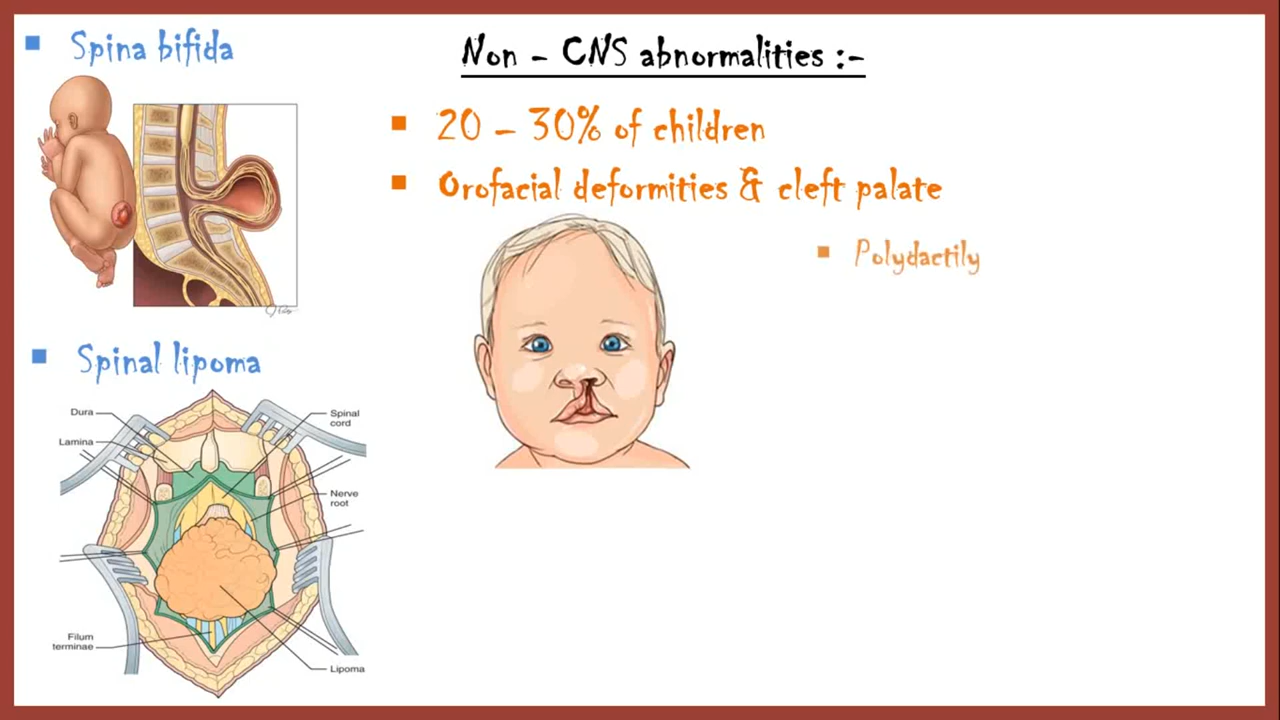 Spina bifida
Spinal lipoma
Dura
Lamina
Spinal
cord
Nerve
root
Filum
terminae
Lipoma
Non - CNS abnormalities :-
20 - 30% of children
Orofacial deformities & cleft palate
Polydactily